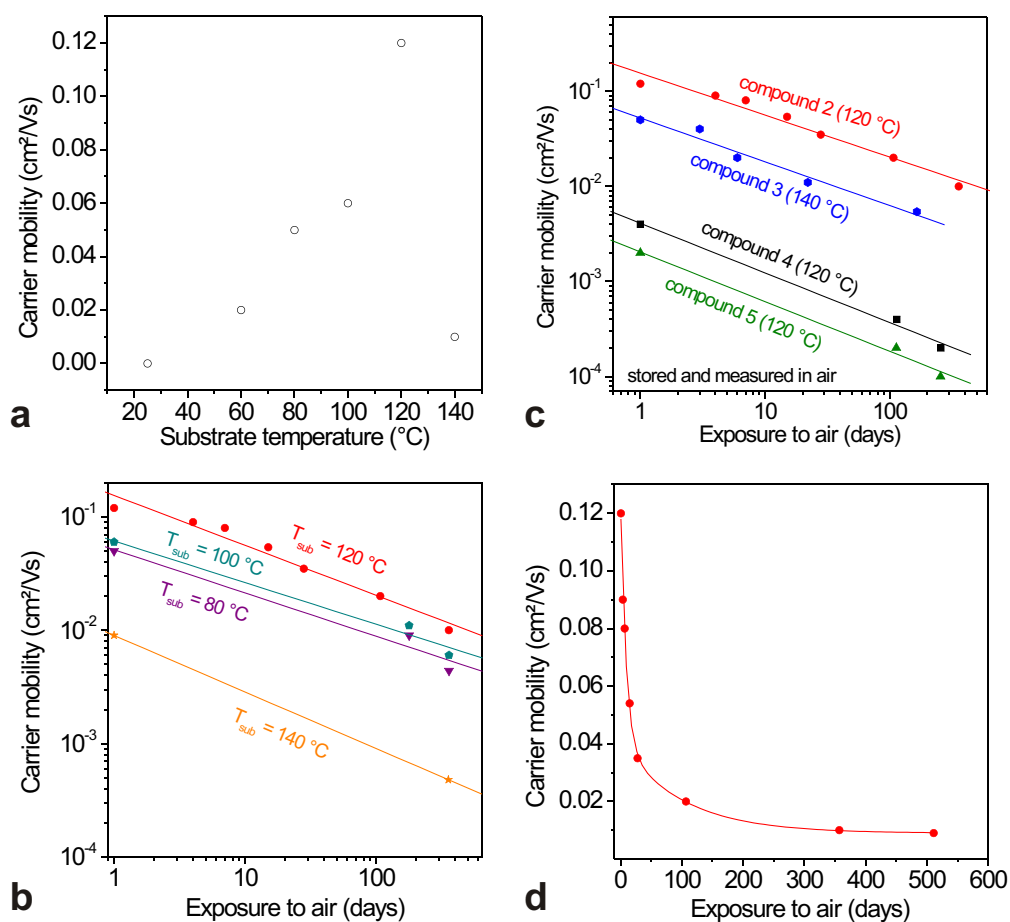 0.12
0.10
0.08
0.06
0.04
0.02
0.00
Carrier mobility (cm²/Vs)
20 40 60 80 100 120 140
Substrate temperature (°C)
a
10⁻¹
10⁻²
10⁻³
10⁻⁴
Carrier mobility (cm²/Vs)
compound 2 (120 °C)
compound 3 (140 °C)
compound 4 (120 °C)
compound 5 (120 °C)
stored and measured in air
1 10 100
Exposure to air (days)
c
10⁻¹
10⁻²
10⁻³
10⁻⁴
Carrier mobility (cm²/Vs)
T_sub = 120 °C
T_sub = 100 °C
T_sub = 80 °C
T_sub = 140 °C
1 10 100
Exposure to air (days)
b
0.12
0.10
0.08
0.06
0.04
0.02
Carrier mobility (cm²/Vs)
0 100 200 300 400 500 600
Exposure to air (days)
d